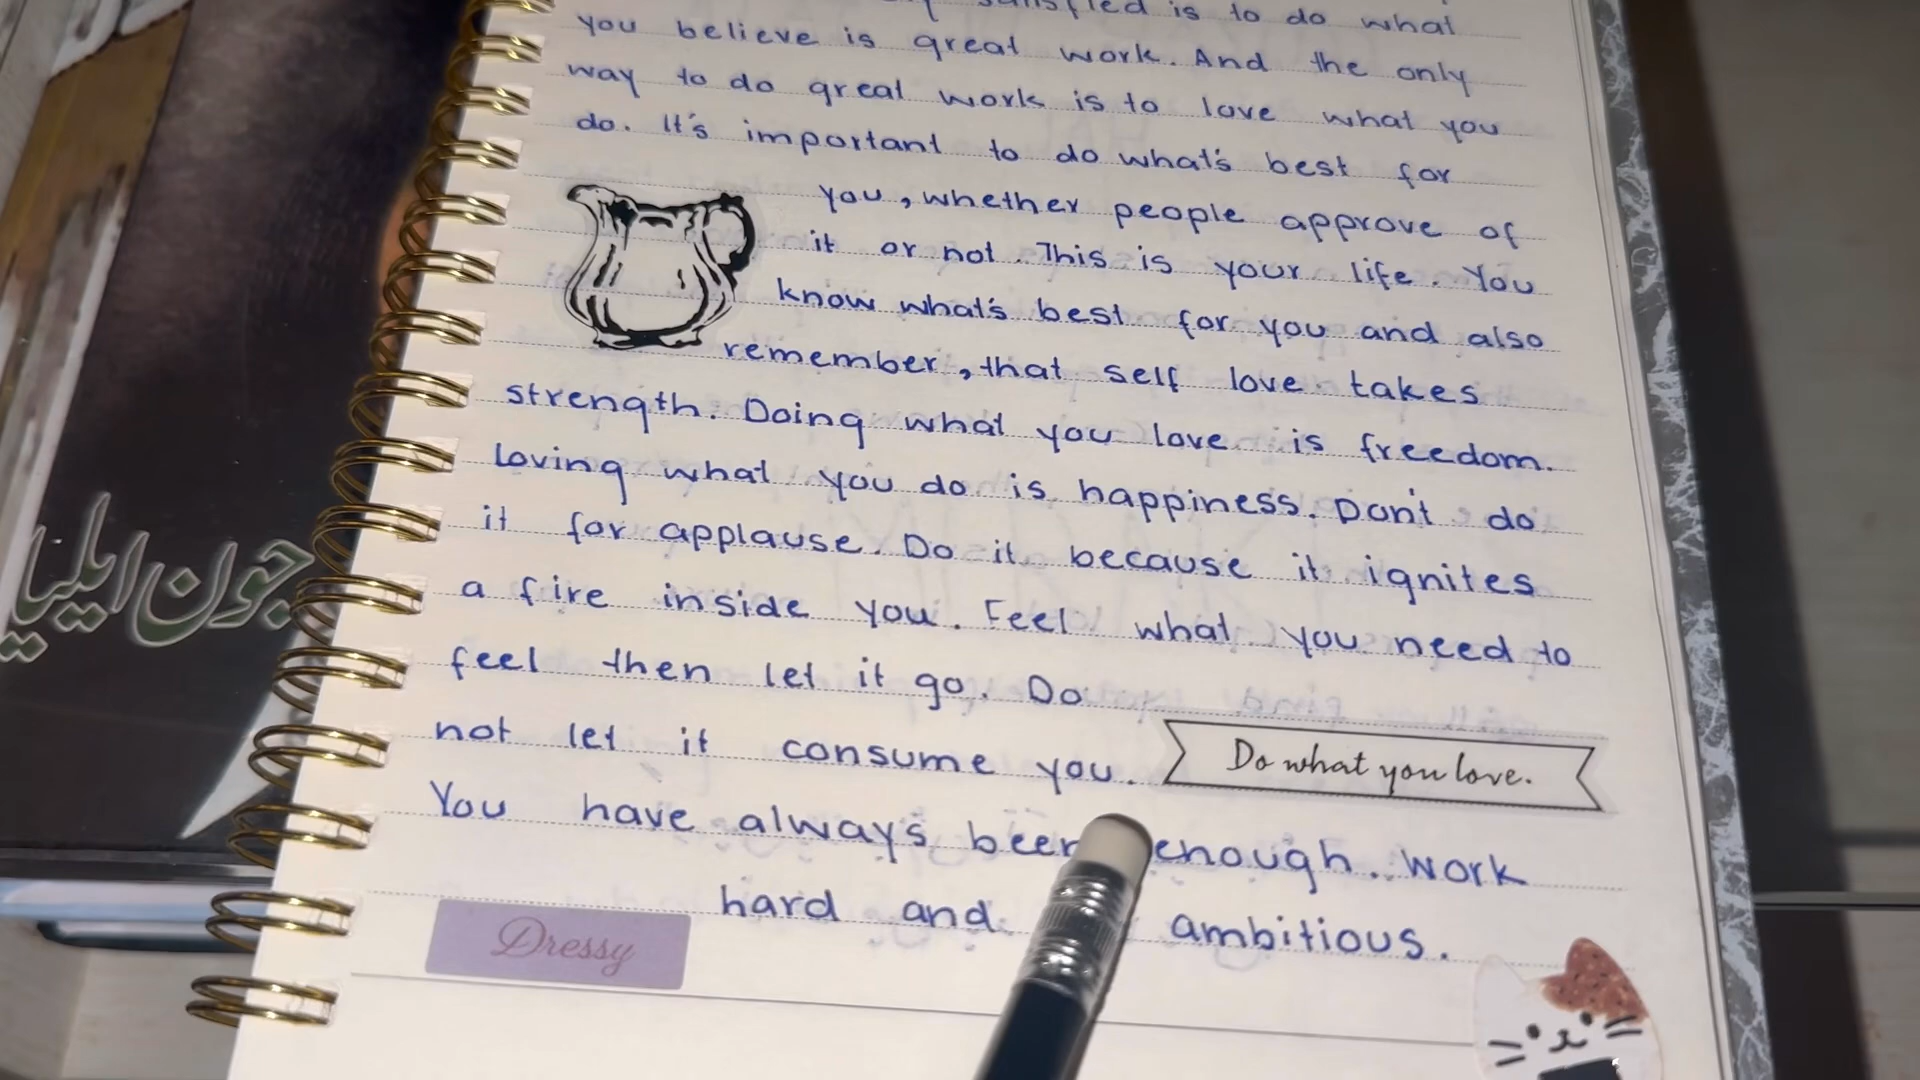 satisfied is to do what
you believe is great work. And the only
way to do great work is to love what you
do. It's important to do what's best for
you, whether people approve of
it or not. This is your life. You
know what's best for you and also
remember, that self love takes
strength. Doing what you love is freedom.
Loving what you do is happiness. Don't do
it for applause. Do it because it ignites
a fire inside you. Feel what you need to
feel then let it go. Do
not let it consume you.
Do what you love.
You have always been enough. Work
hard and ambitious.
Dressy
جون ایلیا